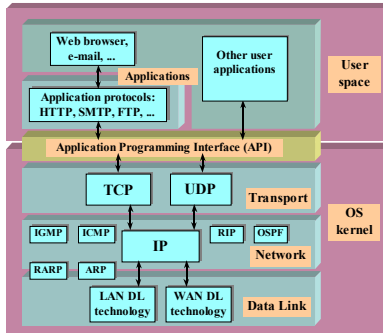 Web browser,
e-mail, ...
Other user
applications
User
space
Applications
Application protocols:
HTTP, SMTP, FTP, ...
Application Programming Interface (API)
TCP
UDP
Transport
OS
kernel
IGMP
ICMP
IP
RIP
OSPF
Network
RARP
ARP
LAN DL
technology
WAN DL
technology
Data Link